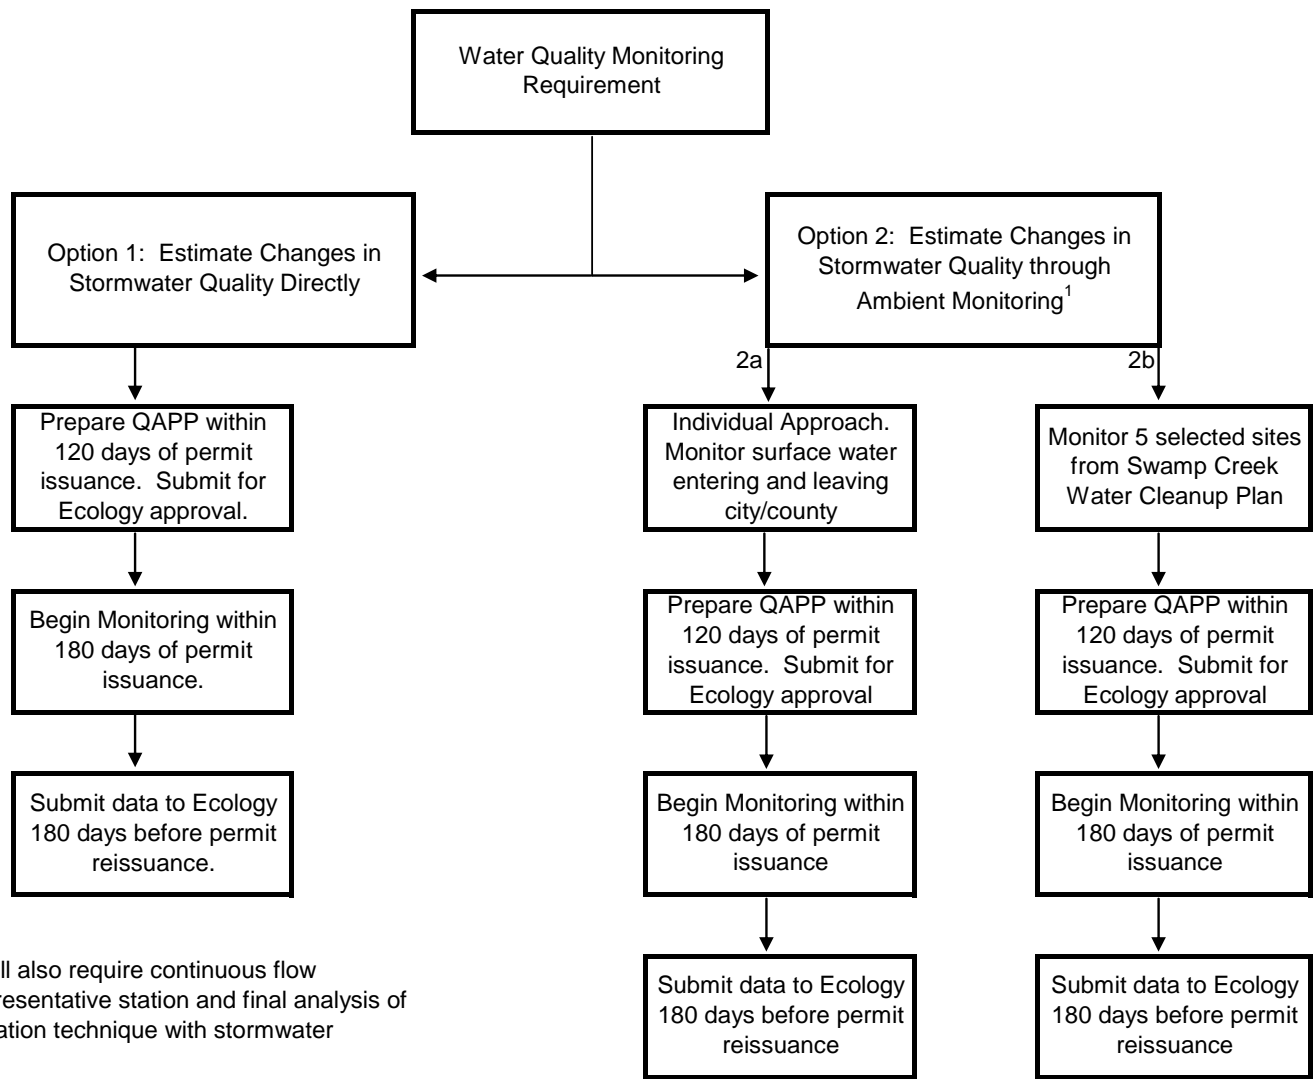 Water Quality Monitoring
Requirement
Option 1:  Estimate Changes in
Stormwater Quality Directly
Option 2:  Estimate Changes in
Stormwater Quality through
Ambient Monitoring1
2a
2b
Prepare QAPP within
120 days of permit
issuance.  Submit for
Ecology approval.
Individual Approach.
Monitor surface water
entering and leaving
city/county
Monitor 5 selected sites
from Swamp Creek
Water Cleanup Plan
Begin Monitoring within
180 days of permit
issuance.
Prepare QAPP within
120 days of permit
issuance.  Submit for
Ecology approval
Prepare QAPP within
120 days of permit
issuance.  Submit for
Ecology approval
Submit data to Ecology
180 days before permit
reissuance.
Begin Monitoring within
180 days of permit
issuance
Begin Monitoring within
180 days of permit
issuance
also require continuous flow
station and final analysis of
technique with stormwater
Submit data to Ecology
180 days before permit
reissuance
Submit data to Ecology
180 days before permit
reissuance